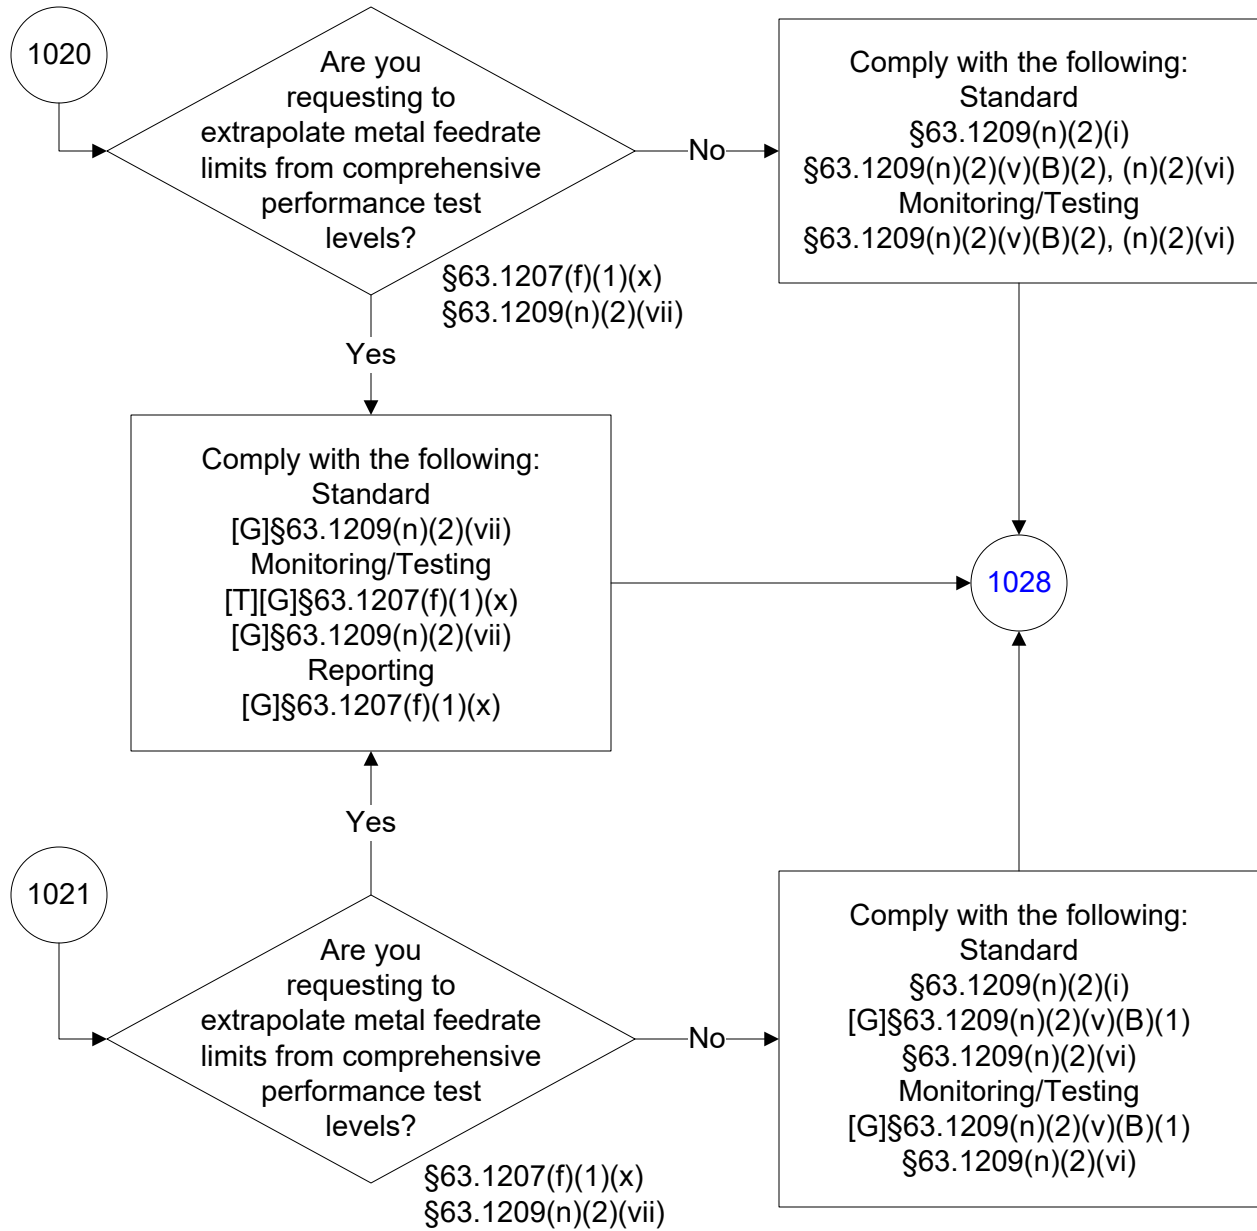 1020
Are you
requesting to
extrapolate metal feedrate
limits from comprehensive
performance test
levels?
§63.1207(f)(1)(x)
§63.1209(n)(2)(vii)
No
Comply with the following:
Standard
§63.1209(n)(2)(i)
§63.1209(n)(2)(v)(B)(2), (n)(2)(vi)
Monitoring/Testing
§63.1209(n)(2)(v)(B)(2), (n)(2)(vi)
Yes
Comply with the following:
Standard
[G]§63.1209(n)(2)(vii)
Monitoring/Testing
[T][G]§63.1207(f)(1)(x)
[G]§63.1209(n)(2)(vii)
Reporting
[G]§63.1207(f)(1)(x)
1028
Yes
1021
Are you
requesting to
extrapolate metal feedrate
limits from comprehensive
performance test
levels?
§63.1207(f)(1)(x)
§63.1209(n)(2)(vii)
No
Comply with the following:
Standard
§63.1209(n)(2)(i)
[G]§63.1209(n)(2)(v)(B)(1)
§63.1209(n)(2)(vi)
Monitoring/Testing
[G]§63.1209(n)(2)(v)(B)(1)
§63.1209(n)(2)(vi)